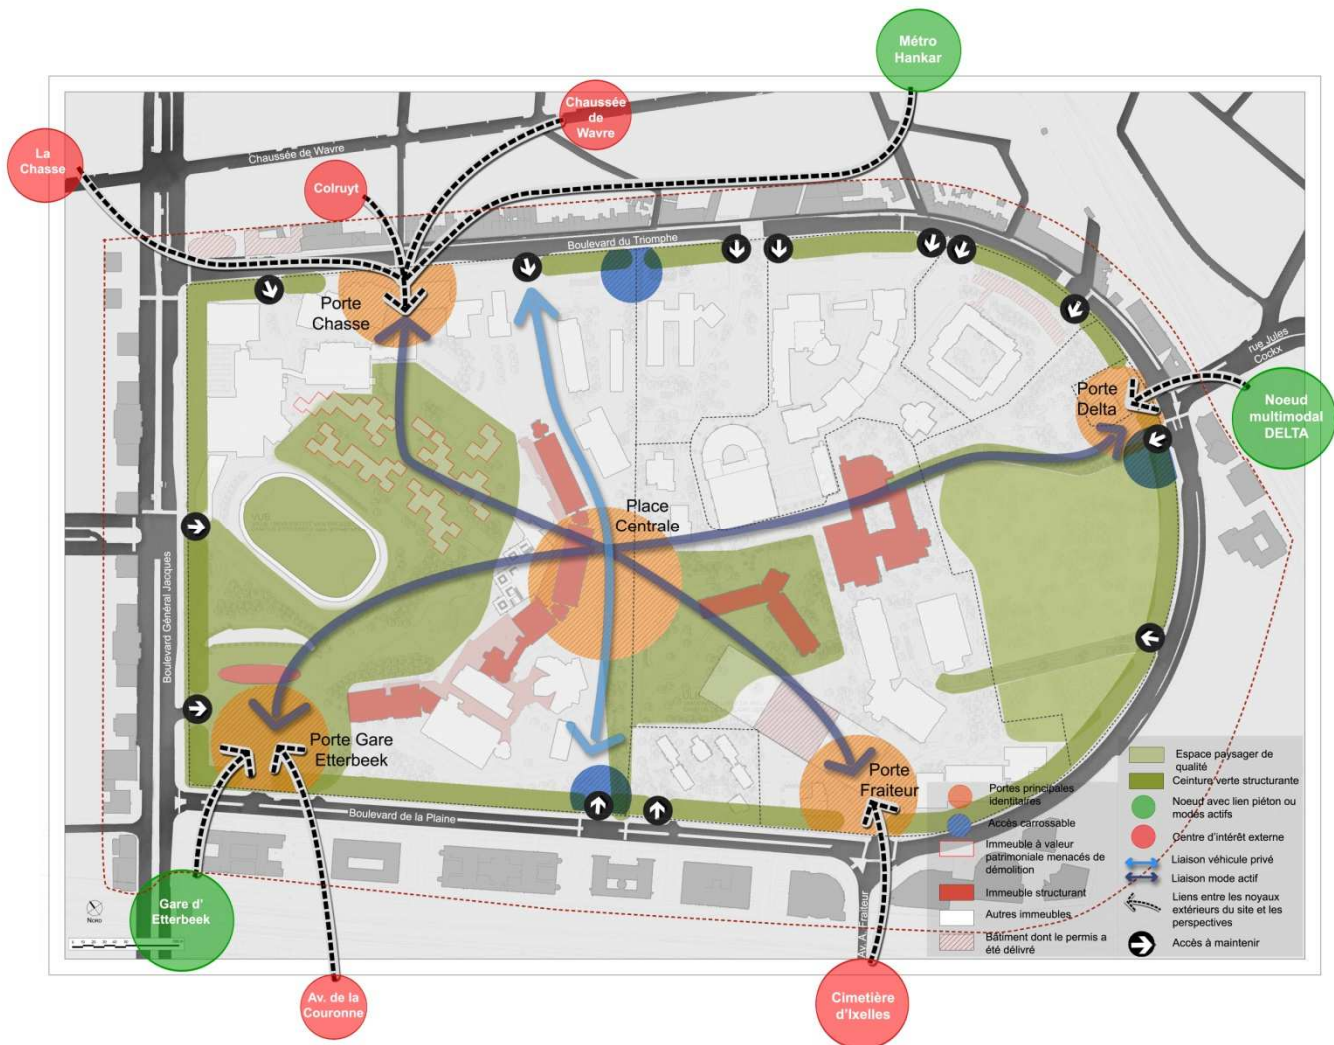 Métro
Hankar
Chaussée
de
Wavre
La
Chasse
Chaussée de Wavre
Colruyt
Boulevard du Triomphe
Porte
Chasse
rue Jules
Cockx
Porte
Delta
Noeud
multimodal
DELTA
Place
Centrale
Boulevard Général Jacques
Porte Gare
Etterbeek
Porte
Fraiteur
Boulevard de la Plaine
Av. A. Fraiteur
Gare d'
Etterbeek
Av. de la
Couronne
Cimetière
d'Ixelles
NORD
Portes principales
identitaires
Accès carrossable
Immeuble à valeur
patrimoniale menacés de
démolition
Immeuble structurant
Autres immeubles
Bâtiment dont le permis a
été délivré
Espace paysager de
qualité
Ceinture verte structurante
Noeud avec lien piéton ou
modes actifs
Centre d'intérêt externe
Liaison véhicule privé
Liaison mode actif
Liens entre les noyaux
extérieurs du site et les
perspectives
Accès à maintenir